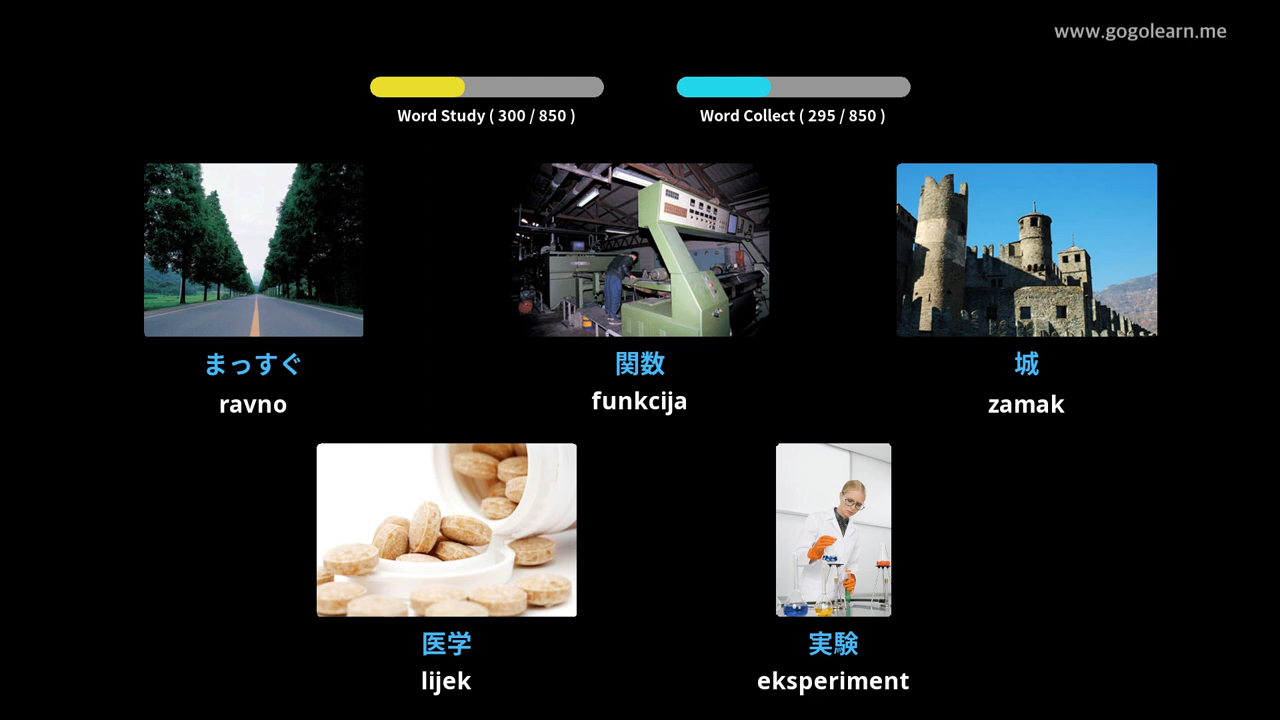 www.gogolearn.me
Word Study ( 300 / 850 )
Word Collect ( 295 / 850 )
まっすぐ
ravno
関数
funkcija
城
zamak
医学
lijek
実験
eksperiment